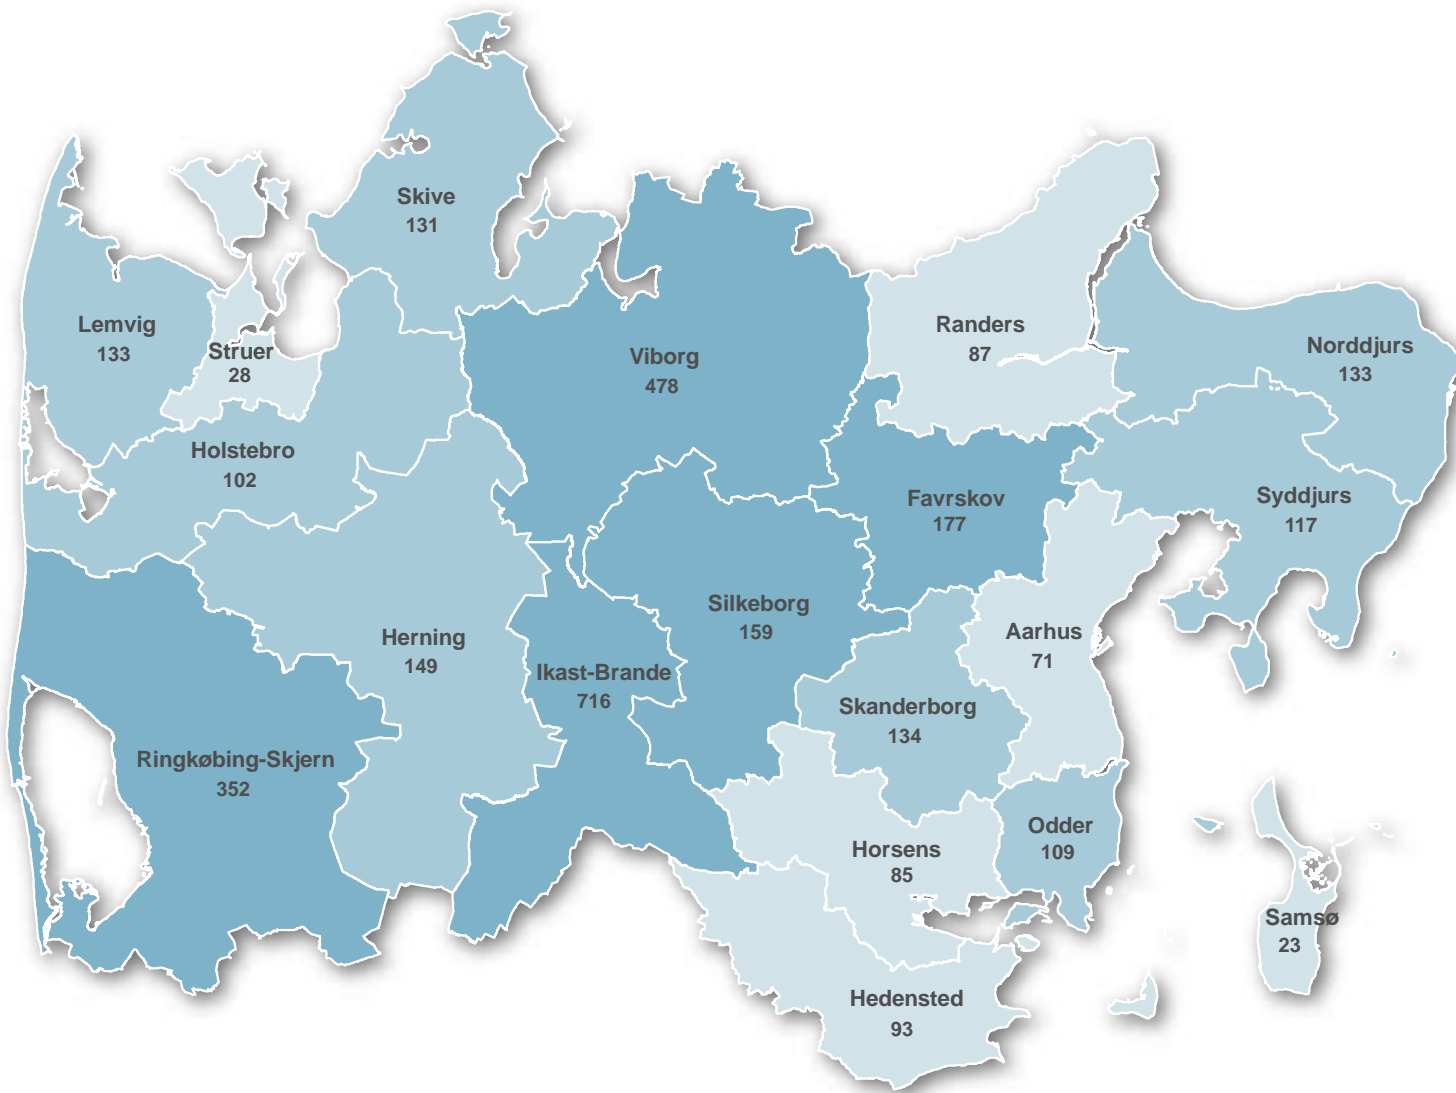 Skive
131
Lemvig
133
Struer
28
Viborg
478
Randers
87
Norddjurs
133
Holstebro
102
Favrskov
177
Syddjurs
117
Herning
149
Silkeborg
159
Aarhus
71
Ikast-Brande
716
Skanderborg
134
Ringkøbing-Skjern
352
Horsens
85
Odder
109
Samsø
23
Hedensted
93